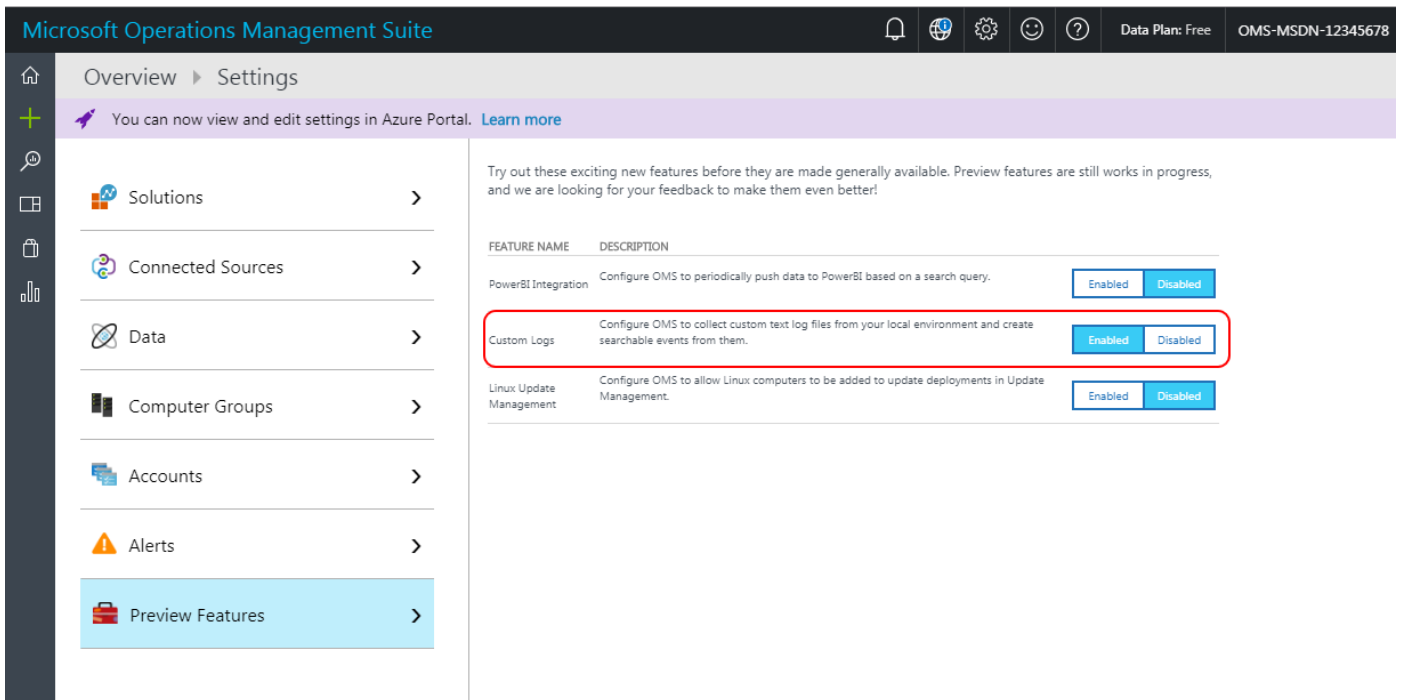 Microsoft Operations Management Suite
Data Plan: Free
OMS-MSDN-12345678
Overview Settings
You can now view and edit settings in Azure Portal. Learn more
Solutions
Connected Sources
Data
Computer Groups
Accounts
Alerts
Preview Features
Try out these exciting new features before they are made generally available. Preview features are still works in progress,
and we are looking for your feedback to make them even better!
FEATURE NAME DESCRIPTION
PowerBI Integration
Configure OMS to periodically push data to PowerBI based on a search query.
Enabled Disabled
Custom Logs
Configure OMS to collect custom text log files from your local environment and create
searchable events from them.
Enabled Disabled
Linux Update
Management
Configure OMS to allow Linux computers to be added to update deployments in Update
Management.
Enabled Disabled